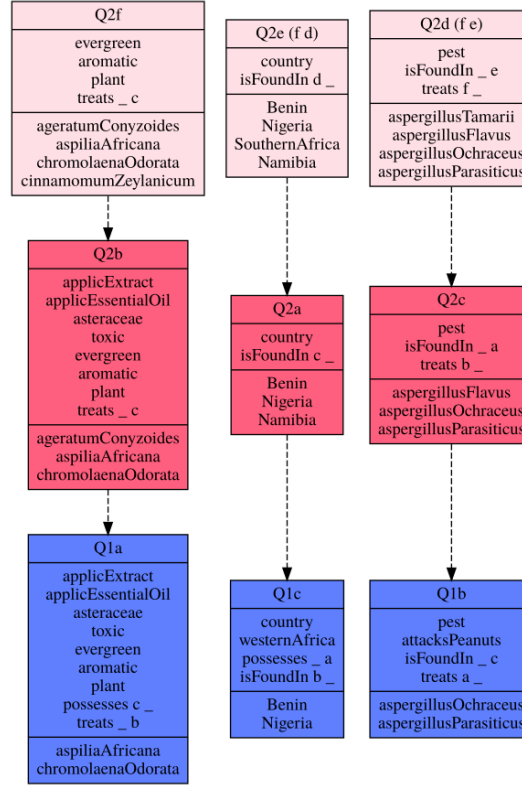 Q2f
evergreen
aromatic
plant
treats _ c
ageratumConyzoides
aspiliaAfricana
chromolaenaOdorata
cinnamomumZeylanicum
Q2e (f d)
country
isFoundIn d _
Benin
Nigeria
SouthernAfrica
Namibia
Q2d (f e)
pest
isFoundIn _ e
treats f _
aspergillusTamarii
aspergillusFlavus
aspergillusOchraceus
aspergillusParasiticus
Q2b
applicExtract
applicEssentialOil
asteraceae
toxic
evergreen
aromatic
plant
treats _ c
ageratumConyzoides
aspiliaAfricana
chromolaenaOdorata
Q2a
country
isFoundIn c _
Benin
Nigeria
Namibia
Q2c
pest
isFoundIn _ a
treats b _
aspergillusFlavus
aspergillusOchraceus
aspergillusParasiticus
Q1a
applicExtract
applicEssentialOil
asteraceae
toxic
evergreen
aromatic
plant
possesses c _
treats _ b
aspiliaAfricana
chromolaenaOdorata
Q1c
country
westernAfrica
possesses _ a
isFoundIn b _
Benin
Nigeria
Q1b
pest
attacksPeanuts
isFoundIn _ c
treats a _
aspergillusOchraceus
aspergillusParasiticus